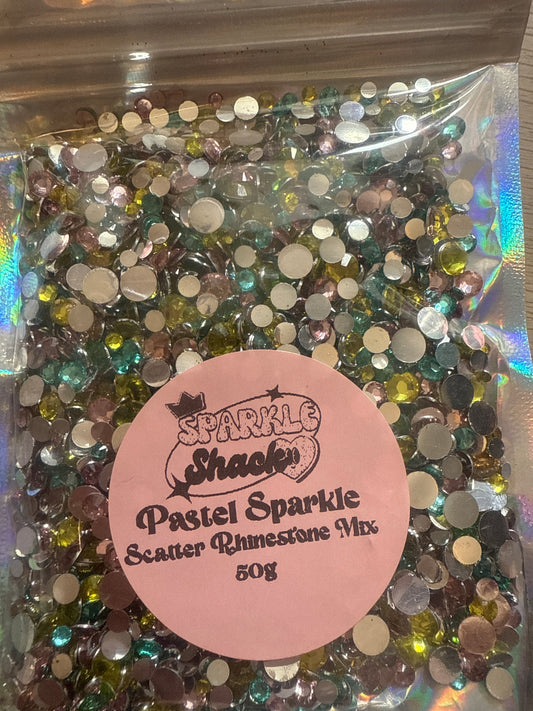 SPARKLE
Shack
Pastel Sparkle
Scatter Rhinestone Mix
50g